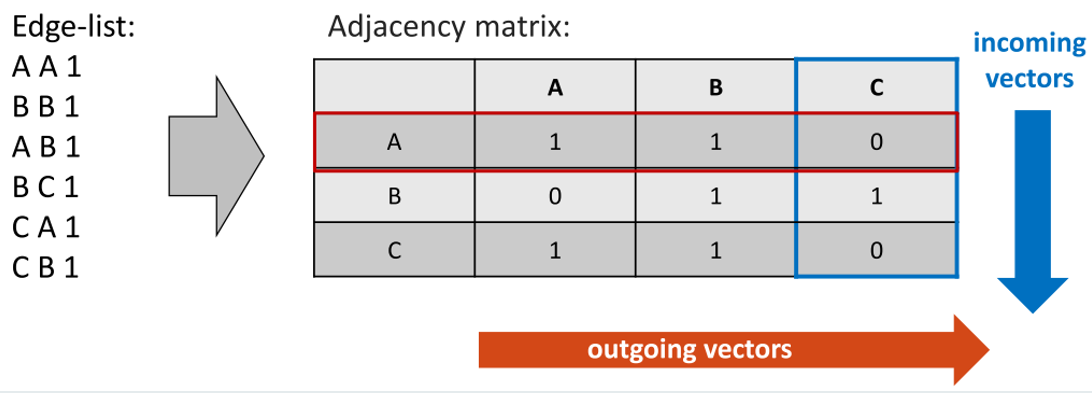 Edge-list:
A A 1
B B 1
A B 1
B C 1
C A 1
C B 1
Adjacency matrix:
A B C
A 1 1 0
B 0 1 1
C 1 1 0
incoming
vectors
outgoing vectors